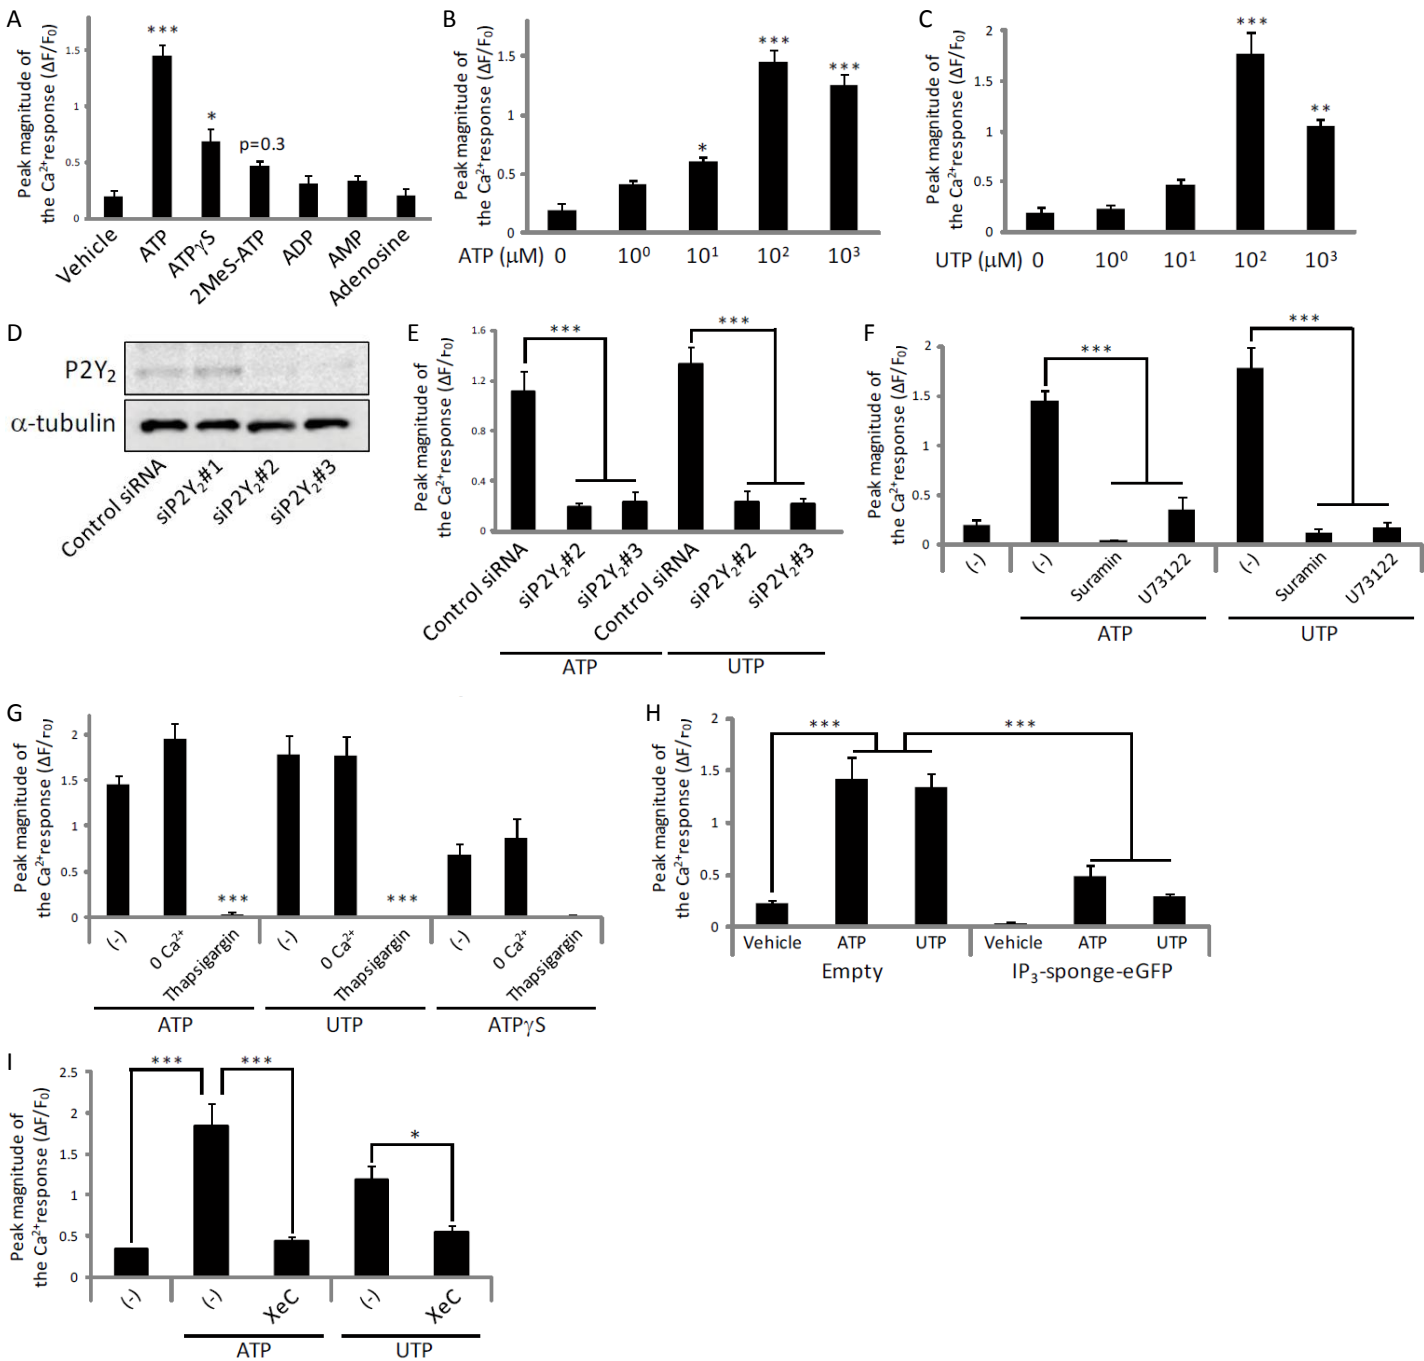 A
Peak magnitude of
the Ca²⁺response (ΔF/F₀)
1.5
1
0.5
0
***
*
p=0.3
Vehicle
ATP
ATPγS
2MeS-ATP
ADP
AMP
Adenosine
B
Peak magnitude of
the Ca²⁺response (ΔF/F₀)
1.5
1
0.5
0
*
***
***
ATP (μM) 0 10⁰ 10¹ 10² 10³
C
Peak magnitude of
the Ca²⁺response (ΔF/F₀)
2
1.5
1
0.5
0
***
**
UTP (μM) 0 10⁰ 10¹ 10² 10³
D
P2Y₂
α-tubulin
Control siRNA
siP2Y₂#1
siP2Y₂#2
siP2Y₂#3
E
Peak magnitude of
the Ca²⁺response (ΔF/F₀)
1.6
1.2
0.8
0.4
0
***
***
Control siRNA
siP2Y₂#2
siP2Y₂#3
Control siRNA
siP2Y₂#2
siP2Y₂#3
ATP
UTP
F
Peak magnitude of
the Ca²⁺response (ΔF/F₀)
2
1.5
1
0.5
0
***
***
(-)
(-)
Suramin
U73122
(-)
Suramin
U73122
ATP
UTP
G
Peak magnitude of
the Ca²⁺response (ΔF/F₀)
2
1.5
1
0.5
0
***
***
(-)
0 Ca²⁺
Thapsigargin
(-)
0 Ca²⁺
Thapsigargin
(-)
0 Ca²⁺
Thapsigargin
ATP
UTP
ATPγS
H
Peak magnitude of
the Ca²⁺response (ΔF/F₀)
2
1.5
1
0.5
0
***
***
Vehicle ATP UTP Vehicle ATP UTP
Empty IP₃-sponge-eGFP
I
Peak magnitude of
the Ca²⁺response (ΔF/F₀)
2.5
2
1.5
1
0.5
0
***
***
*
(-)
(-)
XeC
(-)
XeC
ATP
UTP